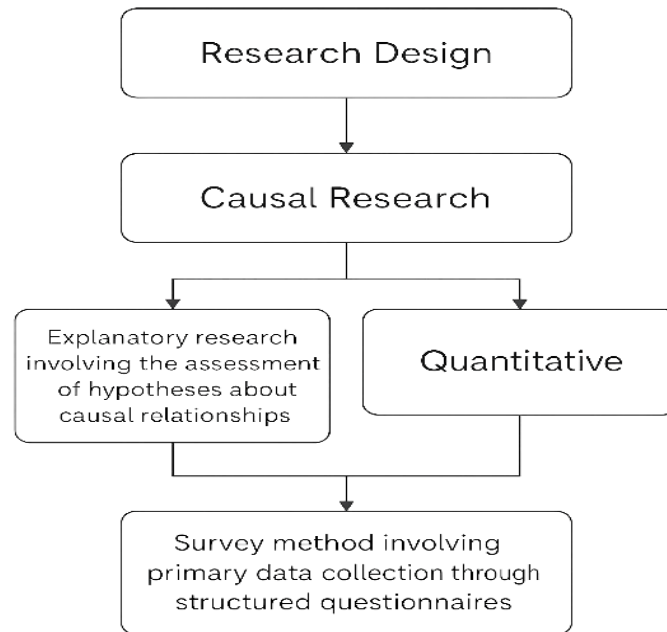 Research Design
Causal Research
Explanatory research
involving the assessment
of hypotheses about
causal relationships
Quantitative
Survey method involving
primary data collection through
structured questionnaires